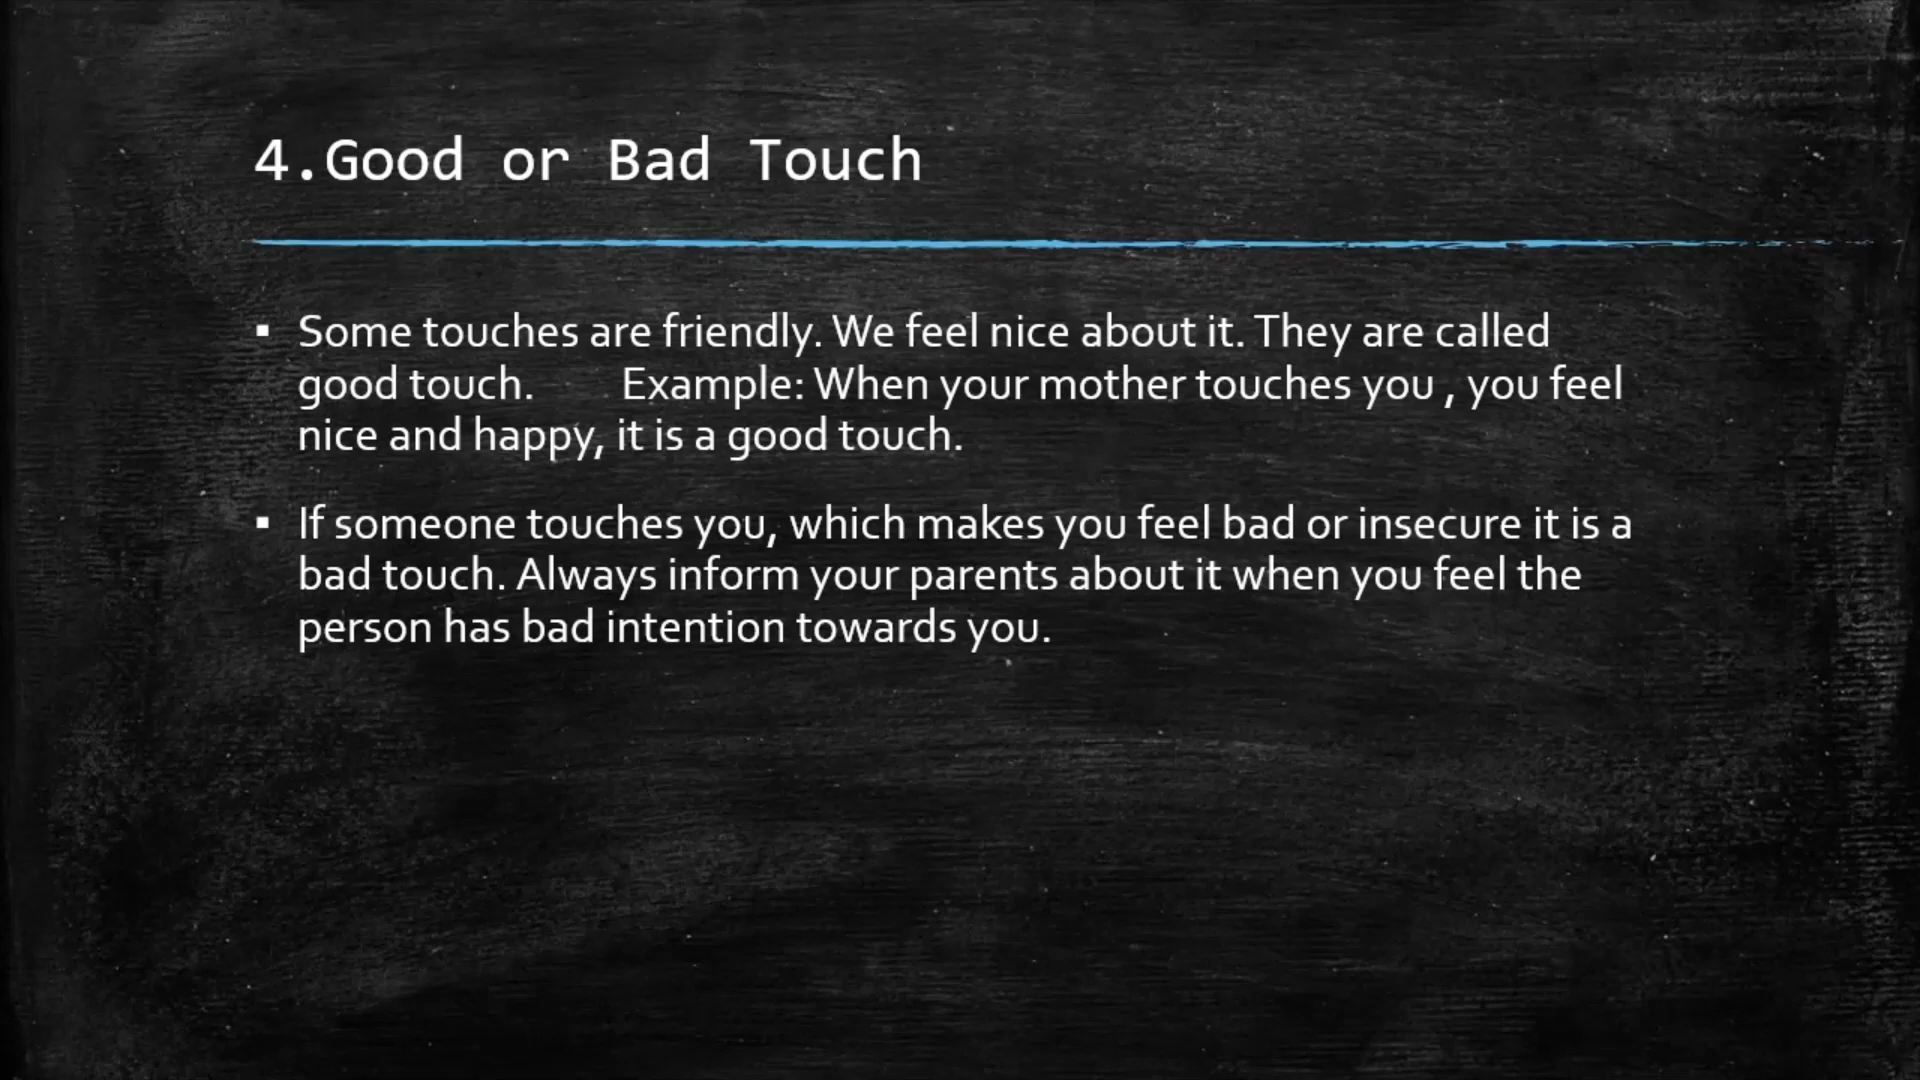 4.Good or Bad Touch
▪ Some touches are friendly. We feel nice about it. They are called
good touch. Example: When your mother touches you , you feel
nice and happy, it is a good touch.
▪ If someone touches you, which makes you feel bad or insecure it is a
bad touch. Always inform your parents about it when you feel the
person has bad intention towards you.